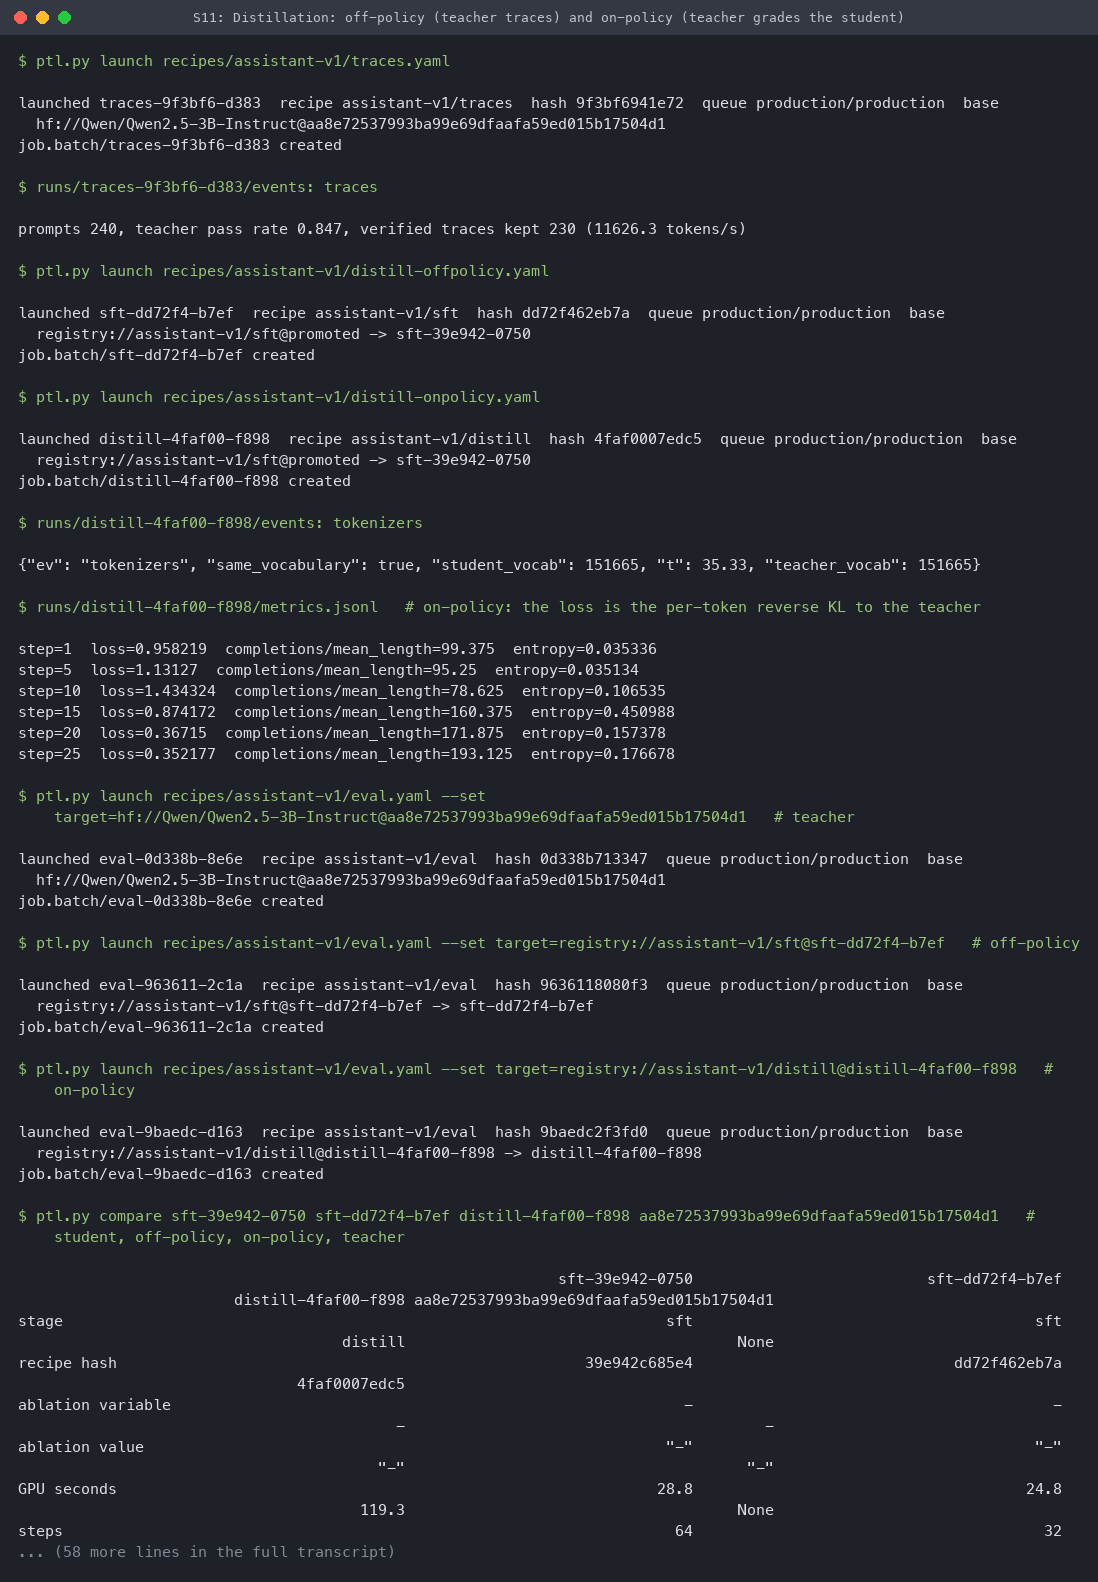 S11: Distillation: off-policy (teacher traces) and on-policy (teacher grades the student)
$ ptl.py launch recipes/assistant-v1/traces.yaml
launched traces-9f3bf6-d383  recipe assistant-v1/traces  hash 9f3bf6941e72  queue production/production  base
hf://Qwen/Qwen2.5-3B-Instruct@aa8e72537993ba99e69dfaafa59ed015b17504d1
job.batch/traces-9f3bf6-d383 created
$ runs/traces-9f3bf6-d383/events: traces
prompts 240, teacher pass rate 0.847, verified traces kept 230 (11626.3 tokens/s)
$ ptl.py launch recipes/assistant-v1/distill-offpolicy.yaml
launched sft-dd72f4-b7ef  recipe assistant-v1/sft  hash dd72f462eb7a  queue production/production  base
registry://assistant-v1/sft@promoted -> sft-39e942-0750
job.batch/sft-dd72f4-b7ef created
$ ptl.py launch recipes/assistant-v1/distill-onpolicy.yaml
launched distill-4faf00-f898  recipe assistant-v1/distill  hash 4faf0007edc5  queue production/production  base
registry://assistant-v1/sft@promoted -> sft-39e942-0750
job.batch/distill-4faf00-f898 created
$ runs/distill-4faf00-f898/events: tokenizers
{"ev": "tokenizers", "same_vocabulary": true, "student_vocab": 151665, "t": 35.33, "teacher_vocab": 151665}
$ runs/distill-4faf00-f898/metrics.jsonl   # on-policy: the loss is the per-token reverse KL to the teacher
step=1  loss=0.958219  completions/mean_length=99.375  entropy=0.035336
step=5  loss=1.13127  completions/mean_length=95.25  entropy=0.035134
step=10  loss=1.434324  completions/mean_length=78.625  entropy=0.106535
step=15  loss=0.874172  completions/mean_length=160.375  entropy=0.450988
step=20  loss=0.36715  completions/mean_length=171.875  entropy=0.157378
step=25  loss=0.352177  completions/mean_length=193.125  entropy=0.176678
$ ptl.py launch recipes/assistant-v1/eval.yaml --set
target=hf://Qwen/Qwen2.5-3B-Instruct@aa8e72537993ba99e69dfaafa59ed015b17504d1   # teacher
launched eval-0d338b-8e6e  recipe assistant-v1/eval  hash 0d338b713347  queue production/production  base
hf://Qwen/Qwen2.5-3B-Instruct@aa8e72537993ba99e69dfaafa59ed015b17504d1
job.batch/eval-0d338b-8e6e created
$ ptl.py launch recipes/assistant-v1/eval.yaml --set target=registry://assistant-v1/sft@sft-dd72f4-b7ef   # off-policy
launched eval-963611-2c1a  recipe assistant-v1/eval  hash 9636118080f3  queue production/production  base
registry://assistant-v1/sft@sft-dd72f4-b7ef -> sft-dd72f4-b7ef
job.batch/eval-963611-2c1a created
$ ptl.py launch recipes/assistant-v1/eval.yaml --set target=registry://assistant-v1/distill@distill-4faf00-f898   #
on-policy
launched eval-9baedc-d163  recipe assistant-v1/eval  hash 9baedc2f3fd0  queue production/production  base
registry://assistant-v1/distill@distill-4faf00-f898 -> distill-4faf00-f898
job.batch/eval-9baedc-d163 created
$ ptl.py compare sft-39e942-0750 sft-dd72f4-b7ef distill-4faf00-f898 aa8e72537993ba99e69dfaafa59ed015b17504d1   #
student, off-policy, on-policy, teacher
sft-39e942-0750 sft-dd72f4-b7ef
distill-4faf00-f898 aa8e72537993ba99e69dfaafa59ed015b17504d1
stage sft sft
distill None
recipe hash 39e942c685e4 dd72f462eb7a
4faf0007edc5
ablation variable - -
- -
ablation value "-" "-"
"-" "-"
GPU seconds 28.8 24.8
119.3 None
steps 64 32
... (58 more lines in the full transcript)